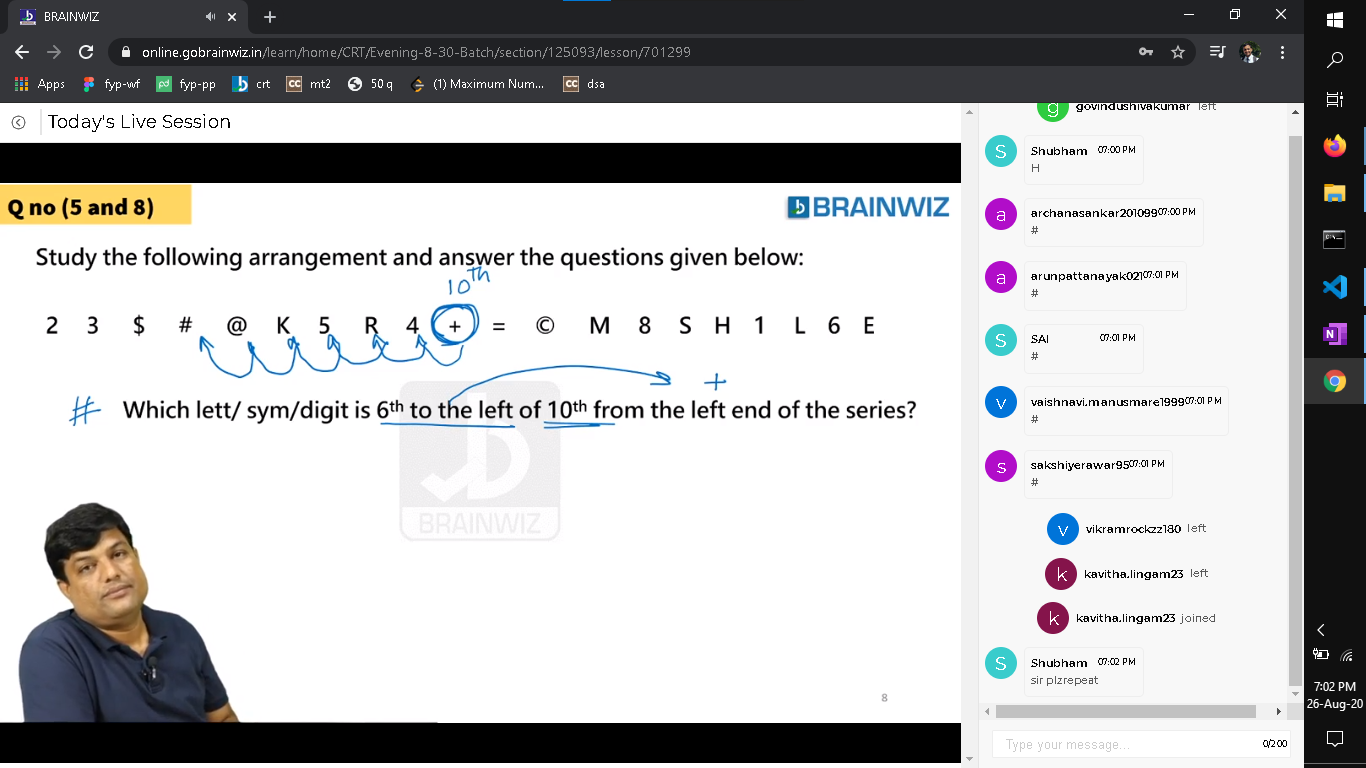 BRAINWIZ
online.gobrainwiz.in/learn/home/CRT/Evening-8-30-Batch/section/125093/lesson/701299
Apps fyp-wf fyp-pp crt mt2 50 q (1) Maximum Num... dsa
Today's Live Session
Q no (5 and 8)
BRAINWIZ
Study the following arrangement and answer the questions given below:
10th
2 3 $ # @ K 5 R 4 + = © M 8 S H 1 L 6 E
+
# Which lett/ sym/digit is 6th to the left of 10th from the left end of the series?
BRAINWIZ
8
g govindushivakumar left
S Shubham 07:00 PM
H
a archanasankar201099 07:00 PM
#
a arunpattanayak021 07:01 PM
#
S SAI 07:01 PM
#
v vaishnavi.manusmare1999 07:01 PM
#
s sakshiyerawar95 07:01 PM
#
v vikramrockzz180 left
k kavitha.lingam23 left
k kavitha.lingam23 joined
S Shubham 07:02 PM
sir plzrepeat
Type your message... 0/200
7:02 PM
26-Aug-20